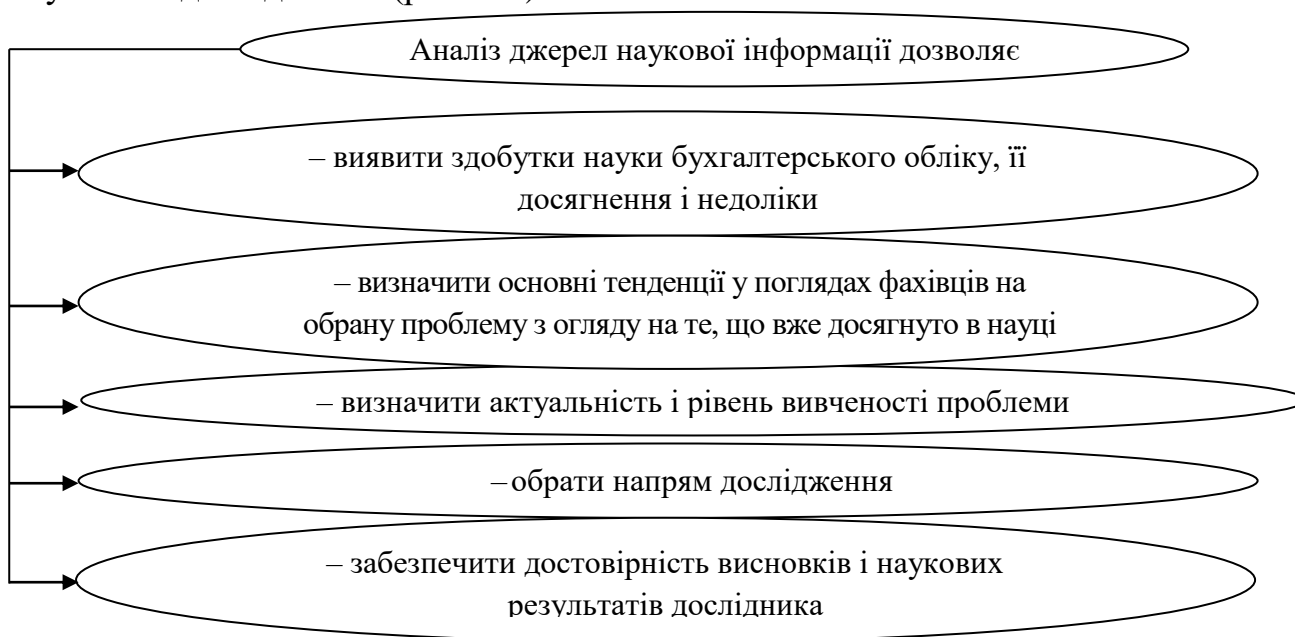 Аналіз джерел наукової інформації дозволяє
– виявити здобутки науки бухгалтерського обліку, її
досягнення і недоліки
– визначити основні тенденції у поглядах фахівців на
обрану проблему з огляду на те, що вже досягнуто в науці
– визначити актуальність і рівень вивченості проблеми
– обрати напрям дослідження
– забезпечити достовірність висновків і наукових
результатів дослідника